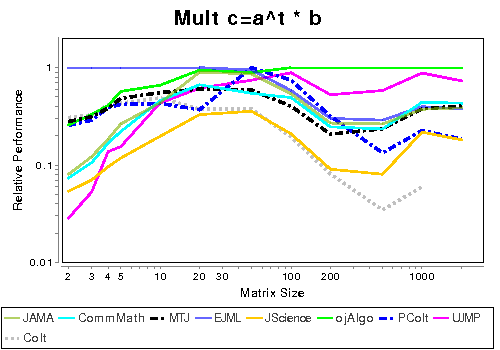 Mult c=a^t * b
Relative Performance
1
0.1
0.01
2 3 4 5 10 20 30 100 200 1000
Matrix Size
JAMA CommMath MTJ EJML JScience ojAlgo PColt UJMP
Colt